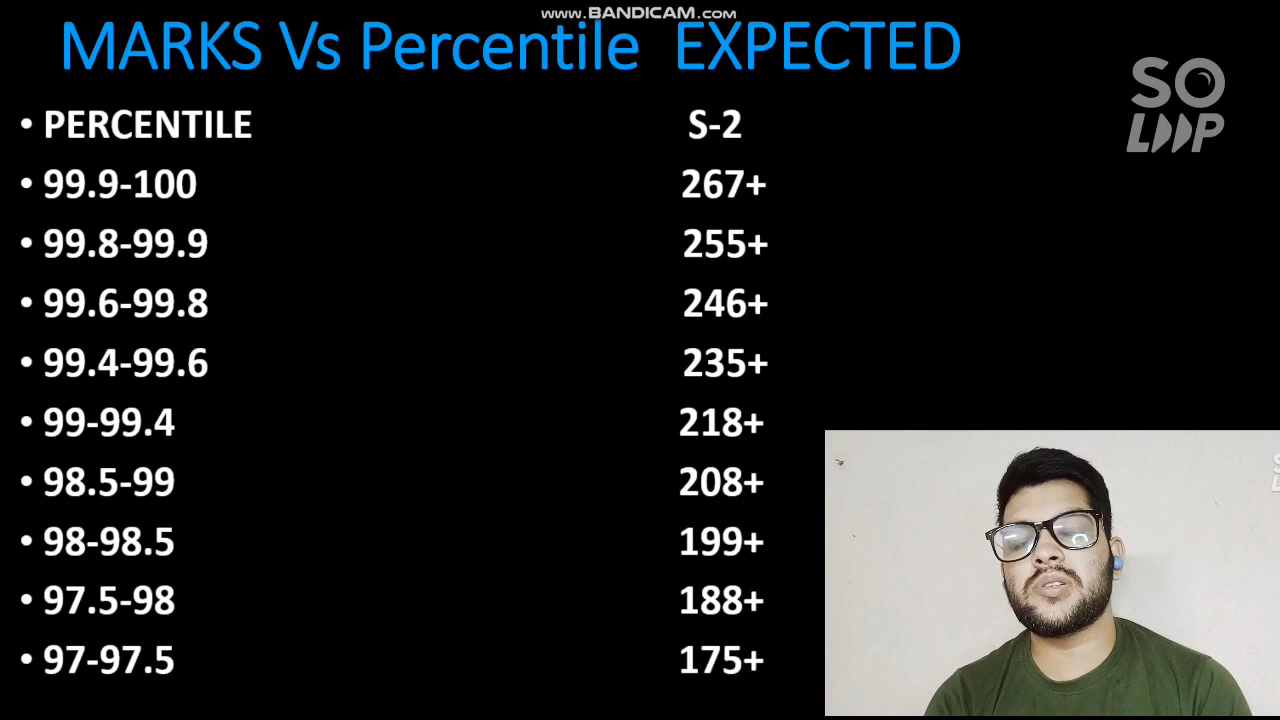 www.BANDICAM.com
MARKS Vs Percentile EXPECTED
SO
LOOP
• PERCENTILE S-2
• 99.9-100 267+
• 99.8-99.9 255+
• 99.6-99.8 246+
• 99.4-99.6 235+
• 99-99.4 218+
• 98.5-99 208+
• 98-98.5 199+
• 97.5-98 188+
• 97-97.5 175+